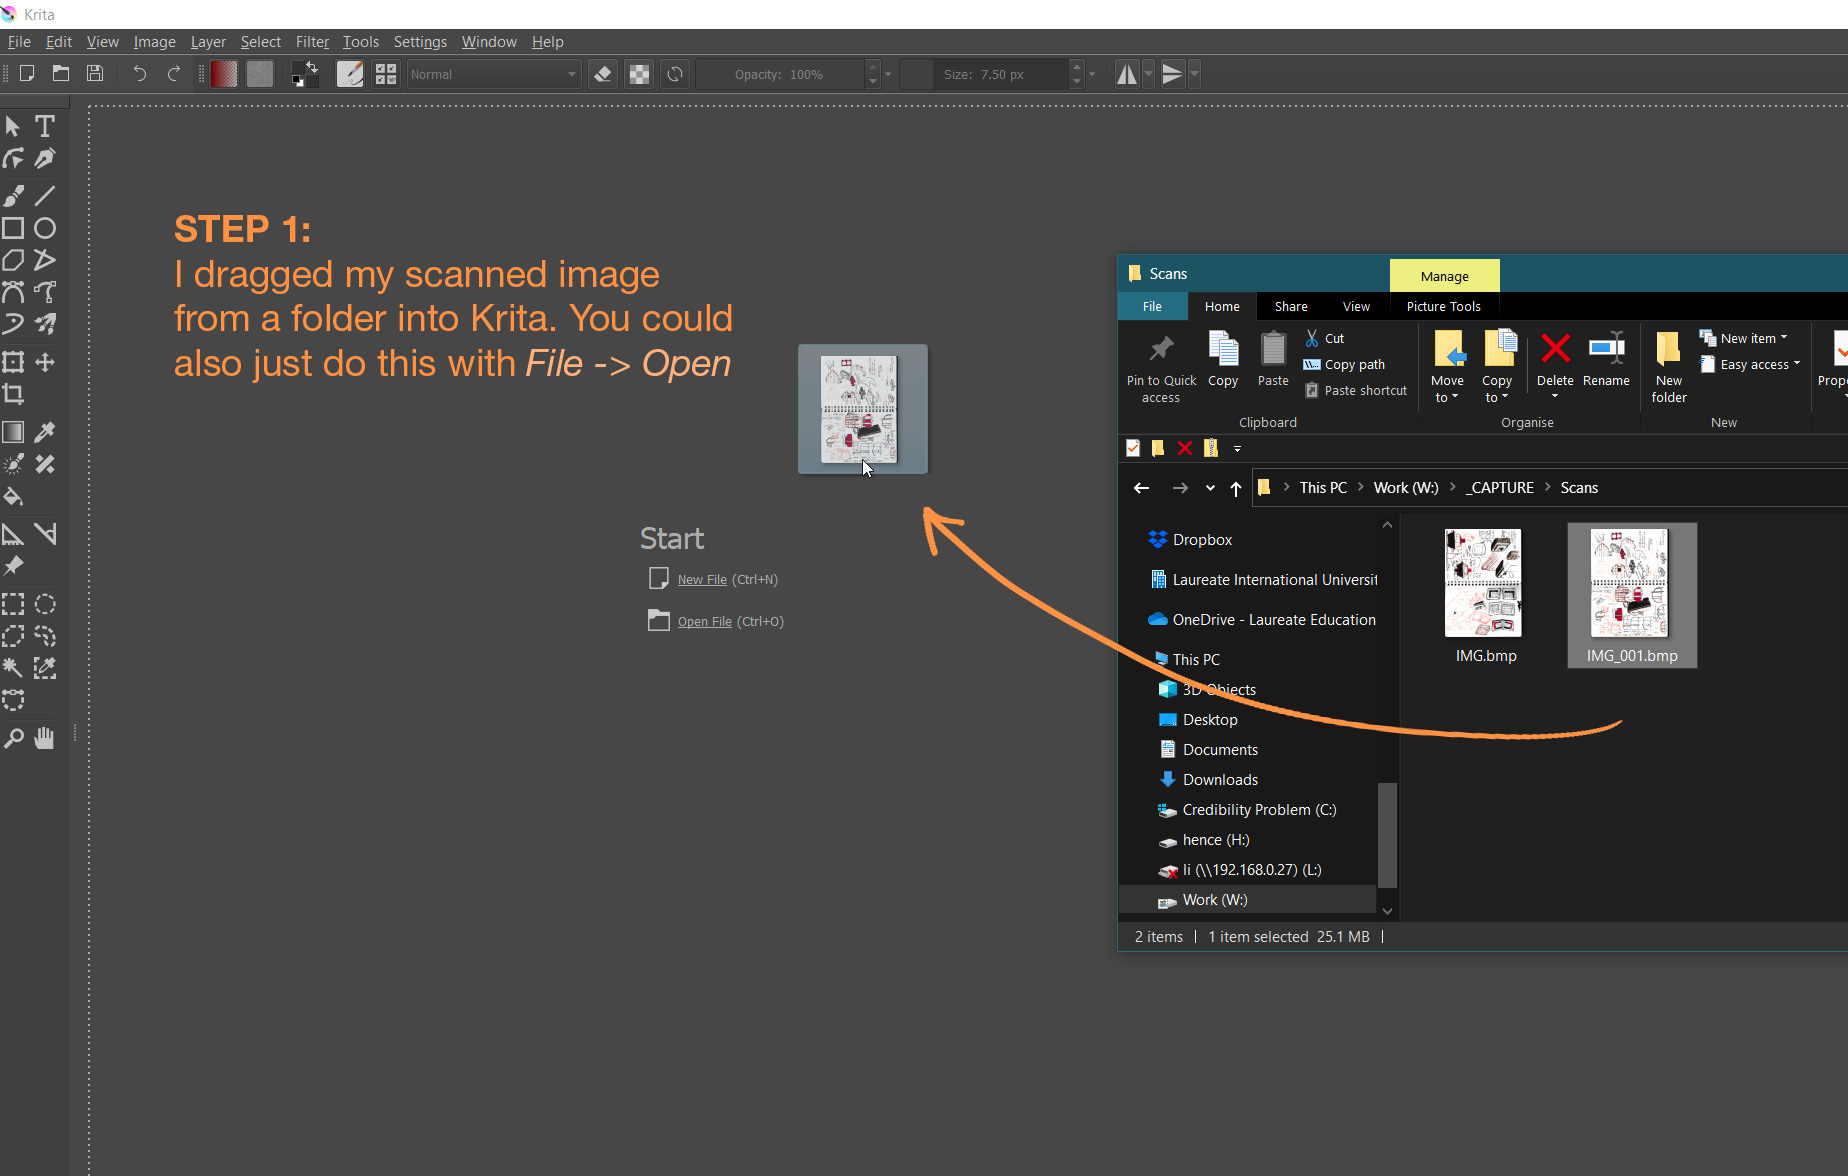 Krita
File Edit View Image Layer Select Filter Tools Settings Window Help
Normal Opacity: 100% Size: 7.50 px
STEP 1:
I dragged my scanned image
from a folder into Krita. You could
also just do this with File -> Open
Start
New File (Ctrl+N)
Open File (Ctrl+O)
Scans
Manage
File Home Share View Picture Tools
Pin to Quick access
Copy
Paste
Cut
Copy path
Paste shortcut
Move to
Copy to
Delete
Rename
New folder
New item
Easy access
Prope
Clipboard Organise New
This PC > Work (W:) > _CAPTURE > Scans
Dropbox
Laureate International Universit
OneDrive - Laureate Education
This PC
3D Objects
Desktop
Documents
Downloads
Credibility Problem (C:)
hence (H:)
li (\\192.168.0.27) (L:)
Work (W:)
IMG.bmp
IMG_001.bmp
2 items | 1 item selected 25.1 MB |